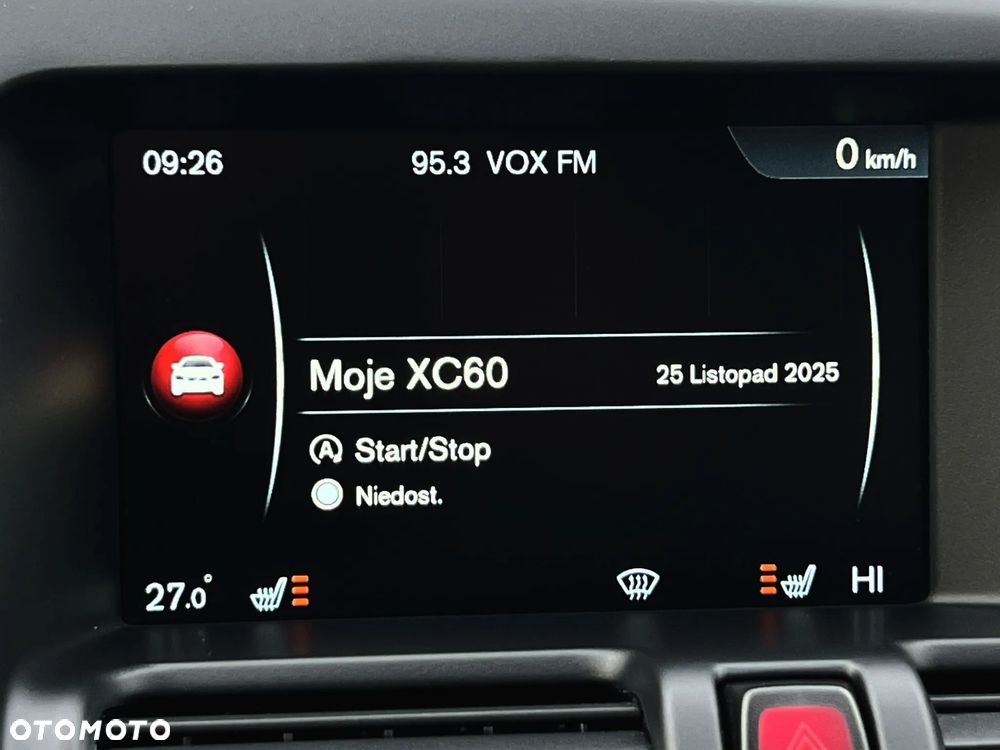 09:26 95.3 VOX FM 0 km/h
Moje XC60 25 Listopad 2025
A Start/Stop
Niedost.
27.0° HI
OTOMOTO